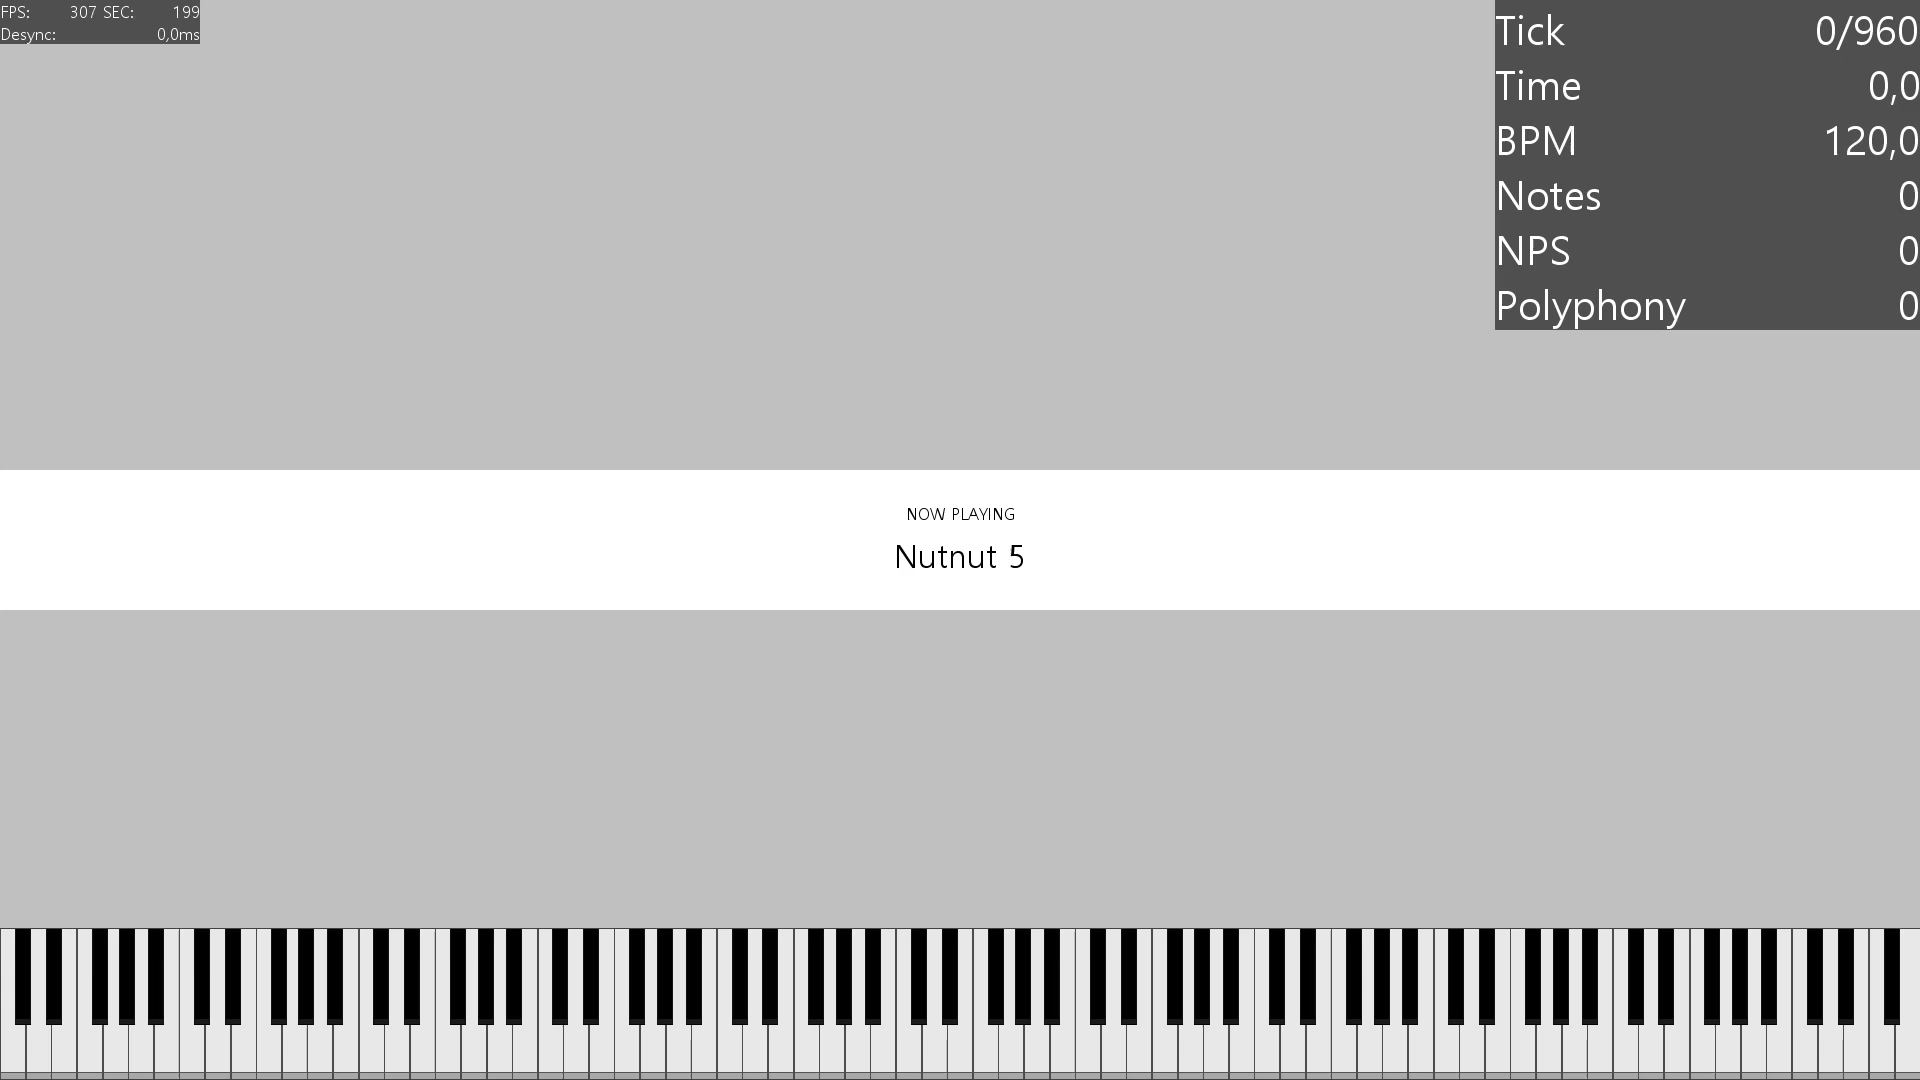 FPS: 307 SEC: 199
Desync: 0,0ms
Tick 0/960
Time 0,0
BPM 120,0
Notes 0
NPS 0
Polyphony 0
NOW PLAYING
Nutnut 5